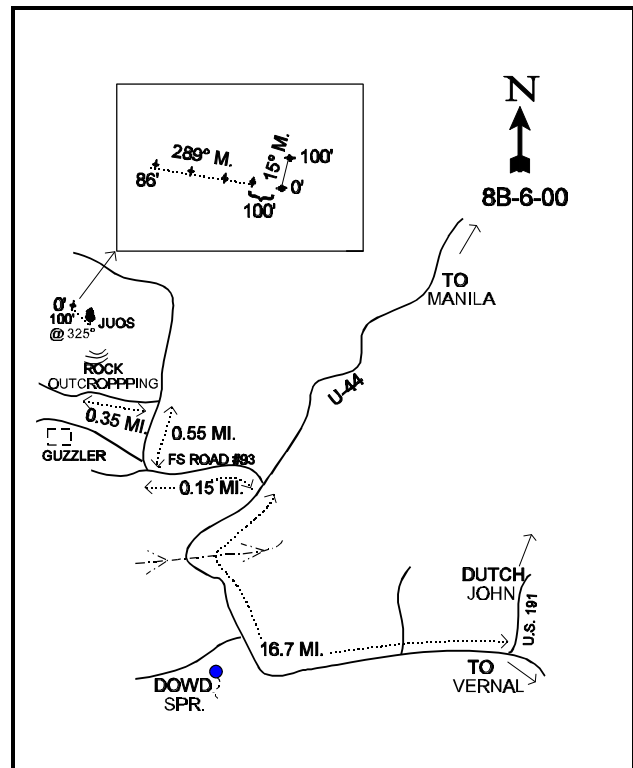 N
8B-6-00
289° M.
15° M.
100'
86'
0'
100'
TO
MANILA
0'
100'
@ 325°
JUOS
ROCK
OUTCROPPPING
U-44
0.35 MI.
0.55 MI.
GUZZLER
FS ROAD #93
0.15 MI.
DUTCH
JOHN
U.S. 191
16.7 MI.
TO
VERNAL
DOWD
SPR.